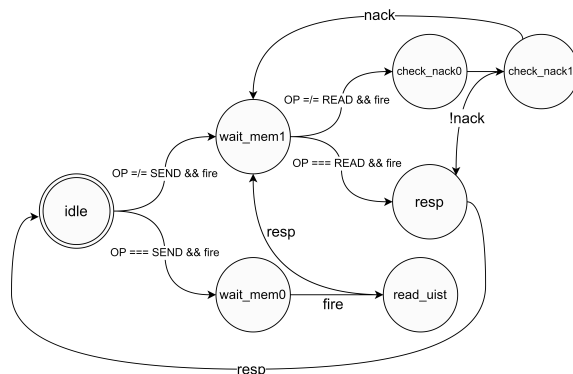 nack
check_nack0
check_nack1
OP =/= READ && fire
!nack
wait_mem1
OP === READ && fire
OP =/= SEND && fire
resp
idle
resp
OP === SEND && fire
wait_mem0
read_uist
fire
resp